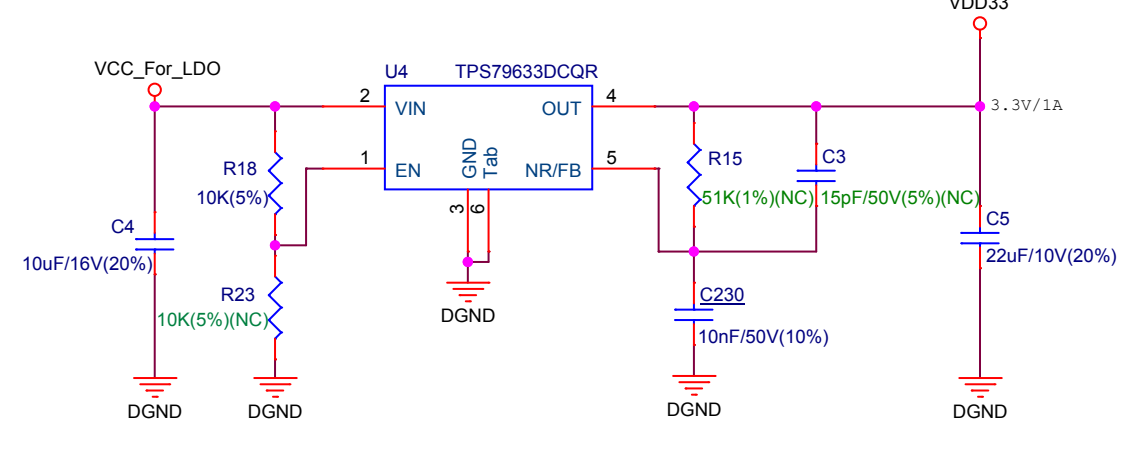 VDD33
VCC_For_LDO
U4
TPS79633DCQR
2
VIN
OUT
4
3.3V/1A
1
EN
GND
Tab
NR/FB
5
3
6
R18
10K(5%)
R15
51K(1%)(NC)
C3
15pF/50V(5%)(NC)
C4
10uF/16V(20%)
C5
22uF/10V(20%)
R23
10K(5%)(NC)
DGND
C230
10nF/50V(10%)
DGND
DGND
DGND
DGND